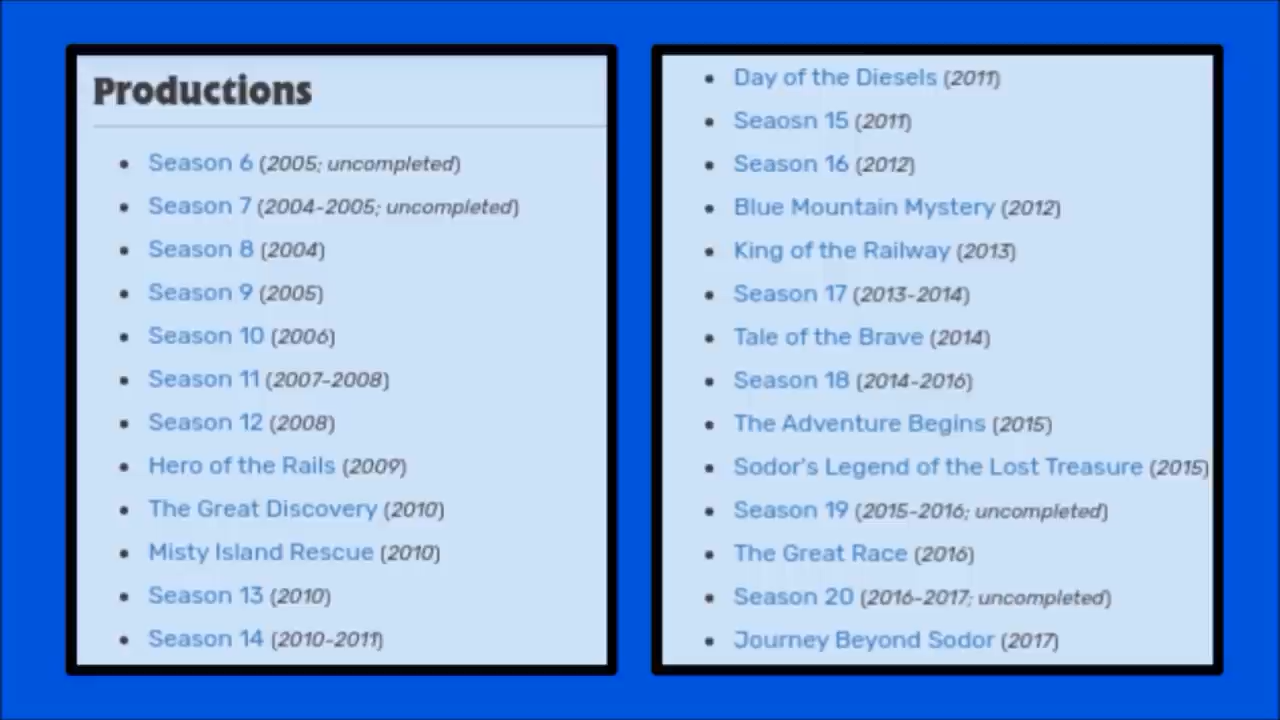 Productions
Season 6 (2005; uncompleted)
Season 7 (2004-2005; uncompleted)
Season 8 (2004)
Season 9 (2005)
Season 10 (2006)
Season 11 (2007-2008)
Season 12 (2008)
Hero of the Rails (2009)
The Great Discovery (2010)
Misty Island Rescue (2010)
Season 13 (2010)
Season 14 (2010-2011)
Day of the Diesels (2011)
Seaosn 15 (2011)
Season 16 (2012)
Blue Mountain Mystery (2012)
King of the Railway (2013)
Season 17 (2013-2014)
Tale of the Brave (2014)
Season 18 (2014-2016)
The Adventure Begins (2015)
Sodor's Legend of the Lost Treasure (2015)
Season 19 (2015-2016; uncompleted)
The Great Race (2016)
Season 20 (2016-2017; uncompleted)
Journey Beyond Sodor (2017)